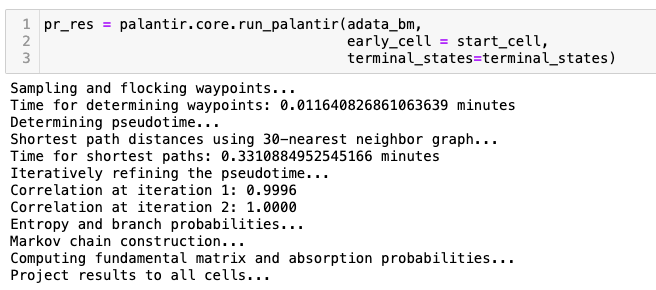 1 pr_res = palantir.core.run_palantir(adata_bm,
2 early_cell = start_cell,
3 terminal_states=terminal_states)
Sampling and flocking waypoints...
Time for determining waypoints: 0.011640826861063639 minutes
Determining pseudotime...
Shortest path distances using 30-nearest neighbor graph...
Time for shortest paths: 0.3310884952545166 minutes
Iteratively refining the pseudotime...
Correlation at iteration 1: 0.9996
Correlation at iteration 2: 1.0000
Entropy and branch probabilities...
Markov chain construction...
Computing fundamental matrix and absorption probabilities...
Project results to all cells...